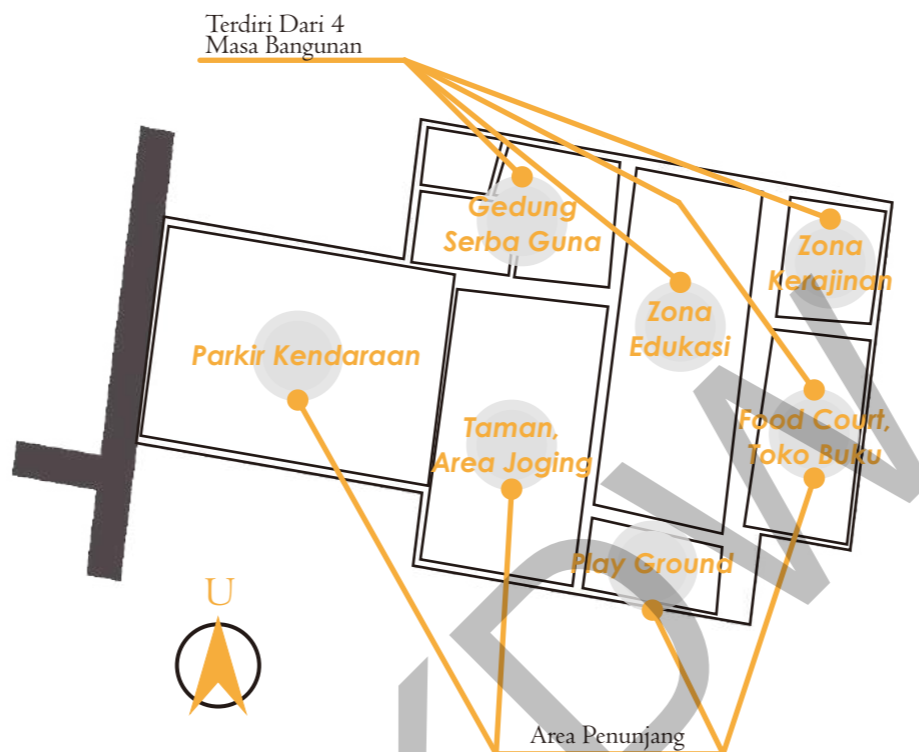 Terdiri Dari 4
Masa Bangunan
Gedung
Serba Guna
Zona
Kerajinan
Zona
Edukasi
Parkir Kendaraan
Taman,
Area Joging
Food Court,
Toko Buku
Play Ground
U
Area Penunjang